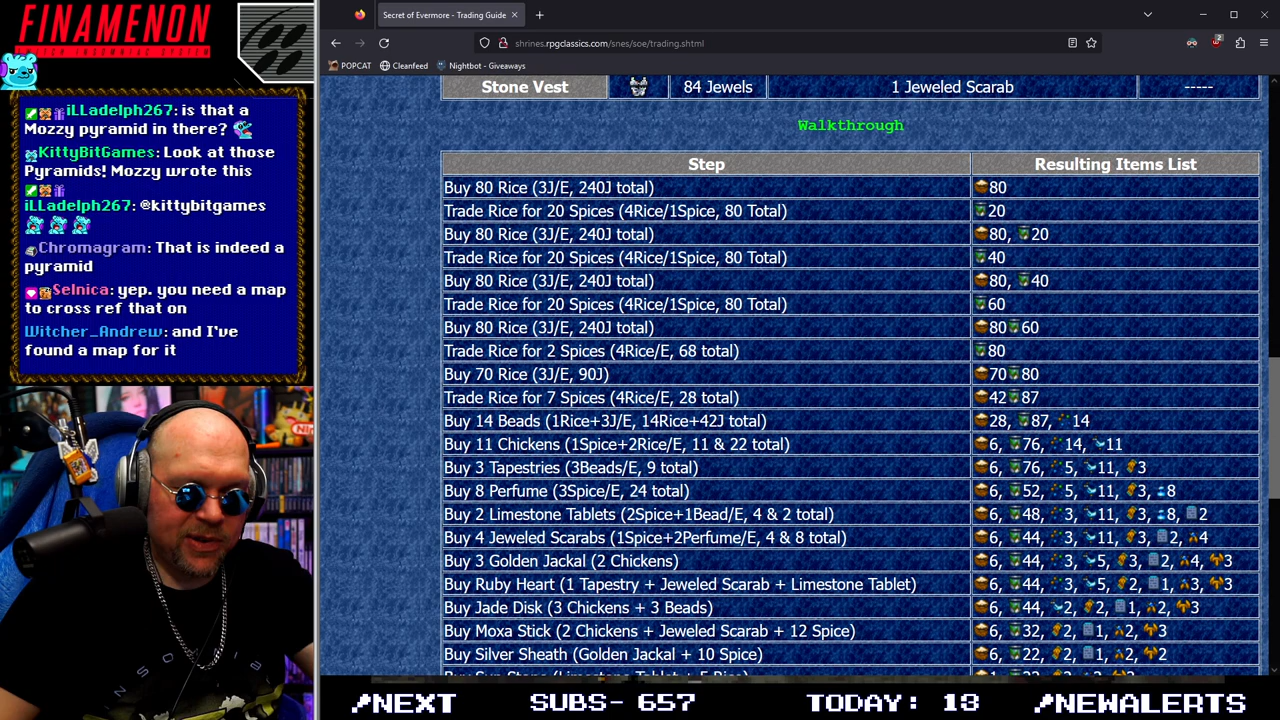 FINAMENON
iLLadelph267: is that a
Mozzy pyramid in there?
KittyBitGames: Look at those
Pyramids! Mozzy wrote this
iLLadelph267: @kittybitgames
Chromagram: That is indeed a
pyramid
Selnica: yep. you need a map
to cross ref that on
Witcher_Andrew: and I've
found a map for it
Secret of Evermore - Trading Guide
shrines.rpgclassics.com/snes/soe/trading.shtml
POPCAT
Cleanfeed
Nightbot - Giveaways
2
Stone Vest
84 Jewels
1 Jeweled Scarab
-----
Walkthrough
Step
Resulting Items List
Buy 80 Rice (3J/E, 240J total)
80
Trade Rice for 20 Spices (4Rice/1Spice, 80 Total)
20
Buy 80 Rice (3J/E, 240J total)
80, 20
Trade Rice for 20 Spices (4Rice/1Spice, 80 Total)
40
Buy 80 Rice (3J/E, 240J total)
80, 40
Trade Rice for 20 Spices (4Rice/1Spice, 80 Total)
60
Buy 80 Rice (3J/E, 240J total)
80 60
Trade Rice for 2 Spices (4Rice/E, 68 total)
80
Buy 70 Rice (3J/E, 90J)
70 80
Trade Rice for 7 Spices (4Rice/E, 28 total)
42 87
Buy 14 Beads (1Rice+3J/E, 14Rice+42J total)
28, 87, 14
Buy 11 Chickens (1Spice+2Rice/E, 11 & 22 total)
6, 76, 14, 11
Buy 3 Tapestries (3Beads/E, 9 total)
6, 76, 5, 11, 3
Buy 8 Perfume (3Spice/E, 24 total)
6, 52, 5, 11, 3, 8
Buy 2 Limestone Tablets (2Spice+1Bead/E, 4 & 2 total)
6, 48, 3, 11, 3, 8, 2
Buy 4 Jeweled Scarabs (1Spice+2Perfume/E, 4 & 8 total)
6, 44, 3, 11, 3, 2, 4
Buy 3 Golden Jackal (2 Chickens)
6, 44, 3, 5, 3, 2, 4, 3
Buy Ruby Heart (1 Tapestry + Jeweled Scarab + Limestone Tablet)
6, 44, 3, 5, 2, 1, 3, 3
Buy Jade Disk (3 Chickens + 3 Beads)
6, 44, 2, 2, 1, 2, 3
Buy Moxa Stick (2 Chickens + Jeweled Scarab + 12 Spice)
6, 32, 2, 1, 2, 3
Buy Silver Sheath (Golden Jackal + 10 Spice)
6, 22, 2, 1, 2, 2
/NEXT
SUBS- 657
TODAY: 13
/NEWALERTS